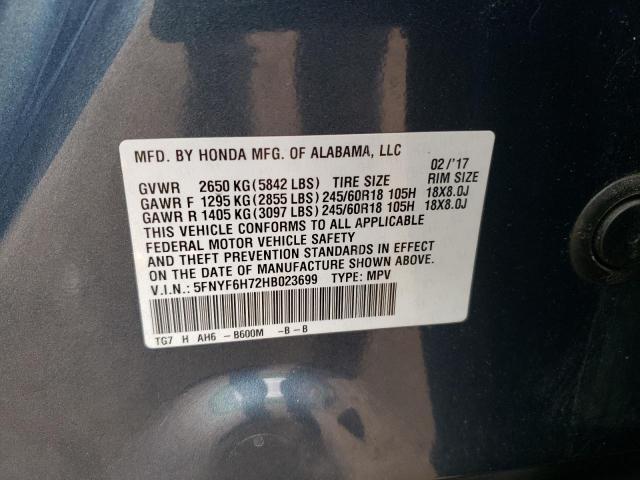 MFD. BY HONDA MFG. OF ALABAMA, LLC 02/'17
GVWR 2650 KG(5842 LBS) TIRE SIZE RIM SIZE
GAWR F 1295 KG(2855 LBS)245/60R18 105H 18X8.0J
GAWR R 1405 KG(3097 LBS)245/60R18 105H 18X8.0J
THIS VEHICLE CONFORMS TO ALL APPLICABLE
FEDERAL MOTOR VEHICLE SAFETY
AND THEFT PREVENTION STANDARDS IN EFFECT
ON THE DATE OF MANUFACTURE SHOWN ABOVE.
V.I.N.: 5FNYF6H72HB023699 TYPE: MPV
TG7 H AH6 -B600M -B-B